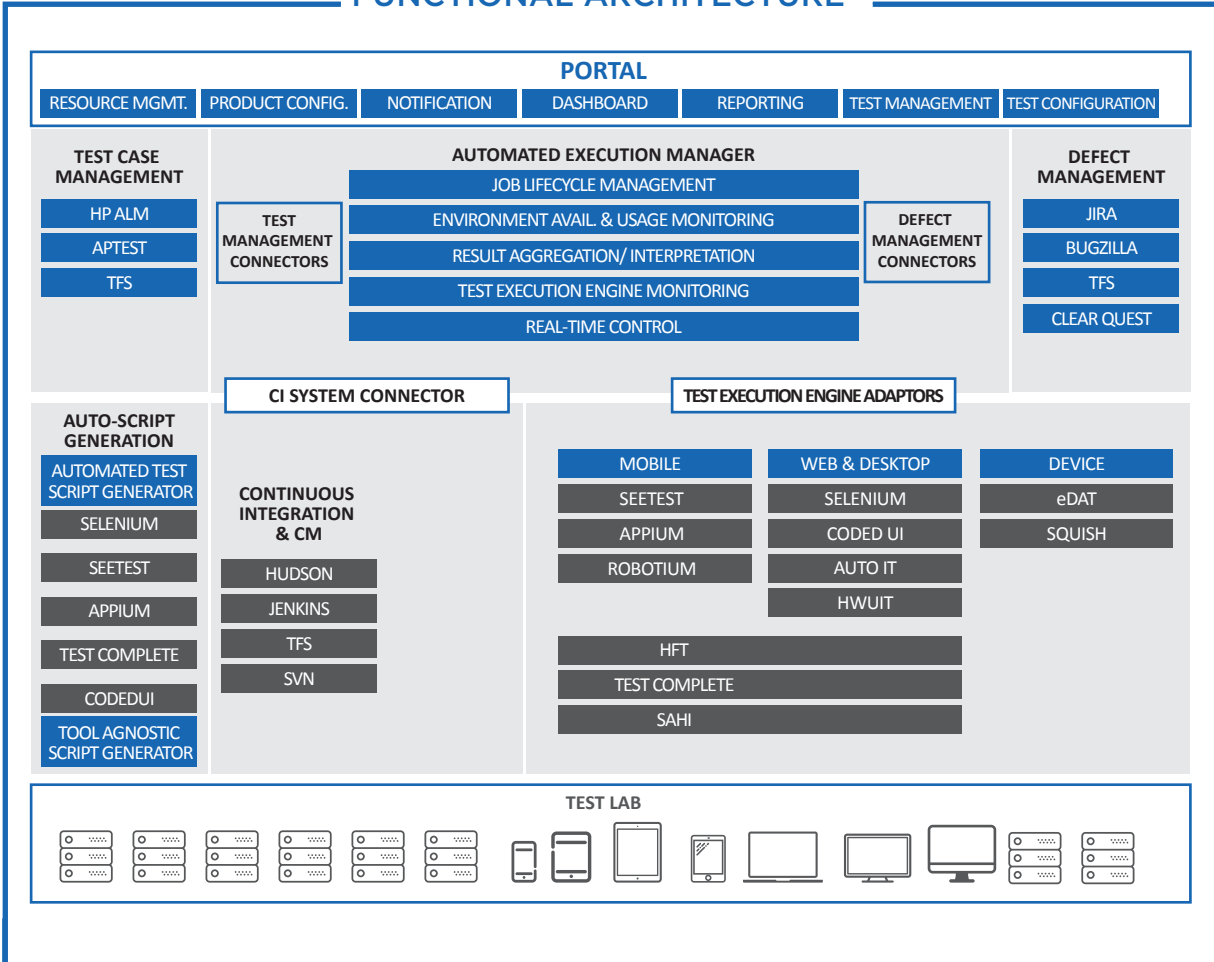 FUNCTIONAL ARCHITECTURE
PORTAL
RESOURCE MGMT.
PRODUCT CONFIG.
NOTIFICATION
DASHBOARD
REPORTING
TEST MANAGEMENT
TEST CONFIGURATION
TEST CASE
MANAGEMENT
HP ALM
APTEST
TFS
AUTOMATED EXECUTION MANAGER
TEST
MANAGEMENT
CONNECTORS
JOB LIFECYCLE MANAGEMENT
ENVIRONMENT AVAIL. & USAGE MONITORING
RESULT AGGREGATION/ INTERPRETATION
TEST EXECUTION ENGINE MONITORING
REAL-TIME CONTROL
DEFECT
MANAGEMENT
CONNECTORS
DEFECT
MANAGEMENT
JIRA
BUGZILLA
TFS
CLEAR QUEST
CI SYSTEM CONNECTOR
TEST EXECUTION ENGINE ADAPTORS
AUTO-SCRIPT
GENERATION
AUTOMATED TEST
SCRIPT GENERATOR
SELENIUM
SEETEST
APPIUM
TEST COMPLETE
CODEDUI
TOOL AGNOSTIC
SCRIPT GENERATOR
CONTINUOUS
INTEGRATION
& CM
HUDSON
JENKINS
TFS
SVN
MOBILE
SEETEST
APPIUM
ROBOTIUM
WEB & DESKTOP
SELENIUM
CODED UI
AUTO IT
HWUIT
DEVICE
eDAT
SQUISH
HFT
TEST COMPLETE
SAHI
TEST LAB